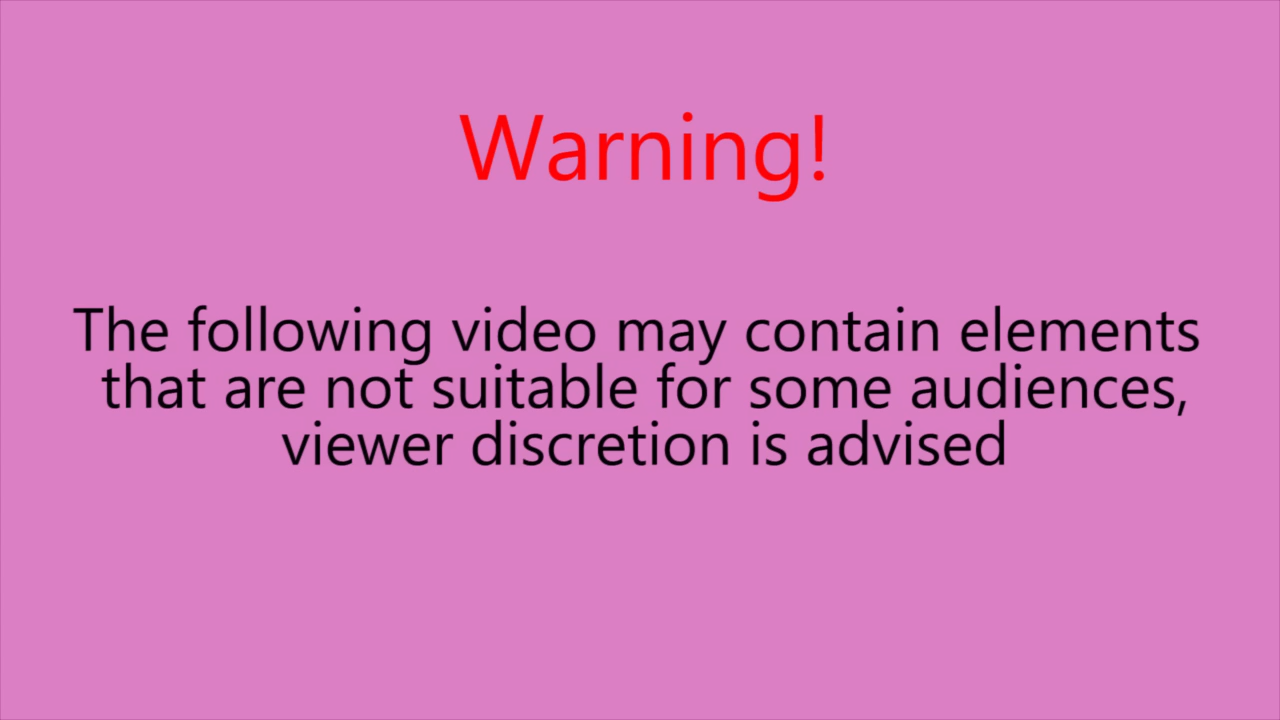 Warning!
The following video may contain elements
that are not suitable for some audiences,
viewer discretion is advised